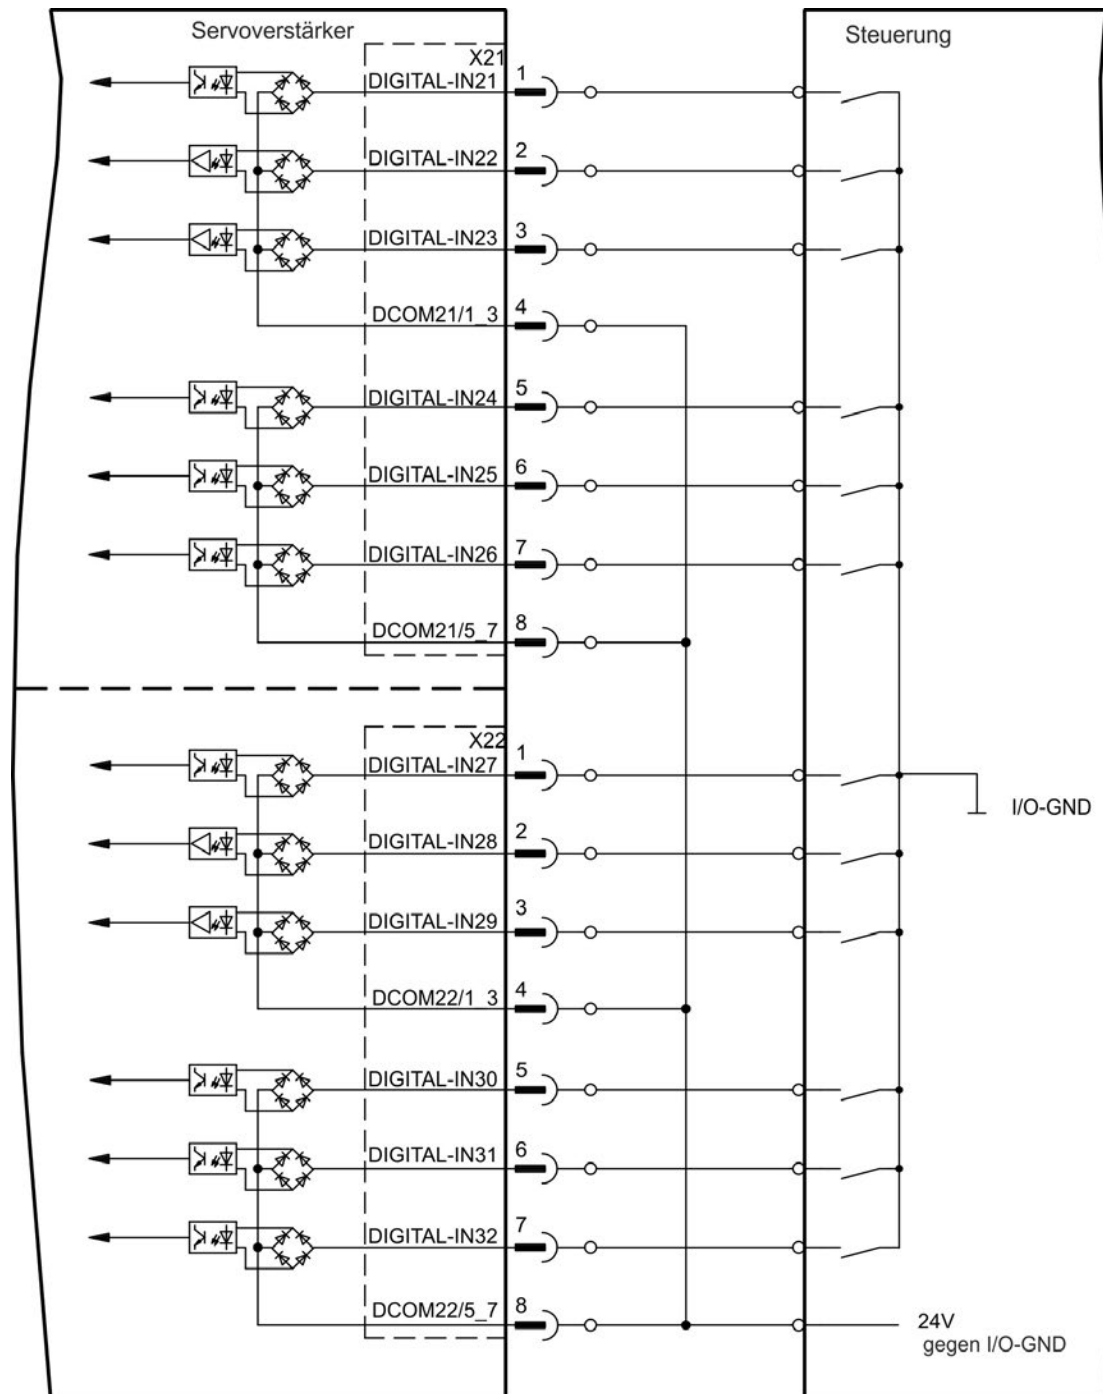 Servoverstärker
Steuerung
X21
DIGITAL-IN21
1
DIGITAL-IN22
2
DIGITAL-IN23
3
DCOM21/1_3
4
DIGITAL-IN24
5
DIGITAL-IN25
6
DIGITAL-IN26
7
DCOM21/5_7
8
X22
DIGITAL-IN27
1
I/O-GND
DIGITAL-IN28
2
DIGITAL-IN29
3
DCOM22/1_3
4
DIGITAL-IN30
5
DIGITAL-IN31
6
DIGITAL-IN32
7
DCOM22/5_7
8
24V
gegen I/O-GND